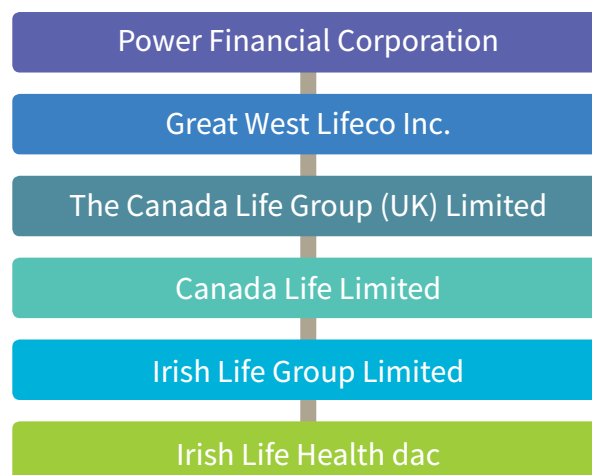 Power Financial Corporation
Great West Lifeco Inc.
The Canada Life Group (UK) Limited
Canada Life Limited
Irish Life Group Limited
Irish Life Health dac